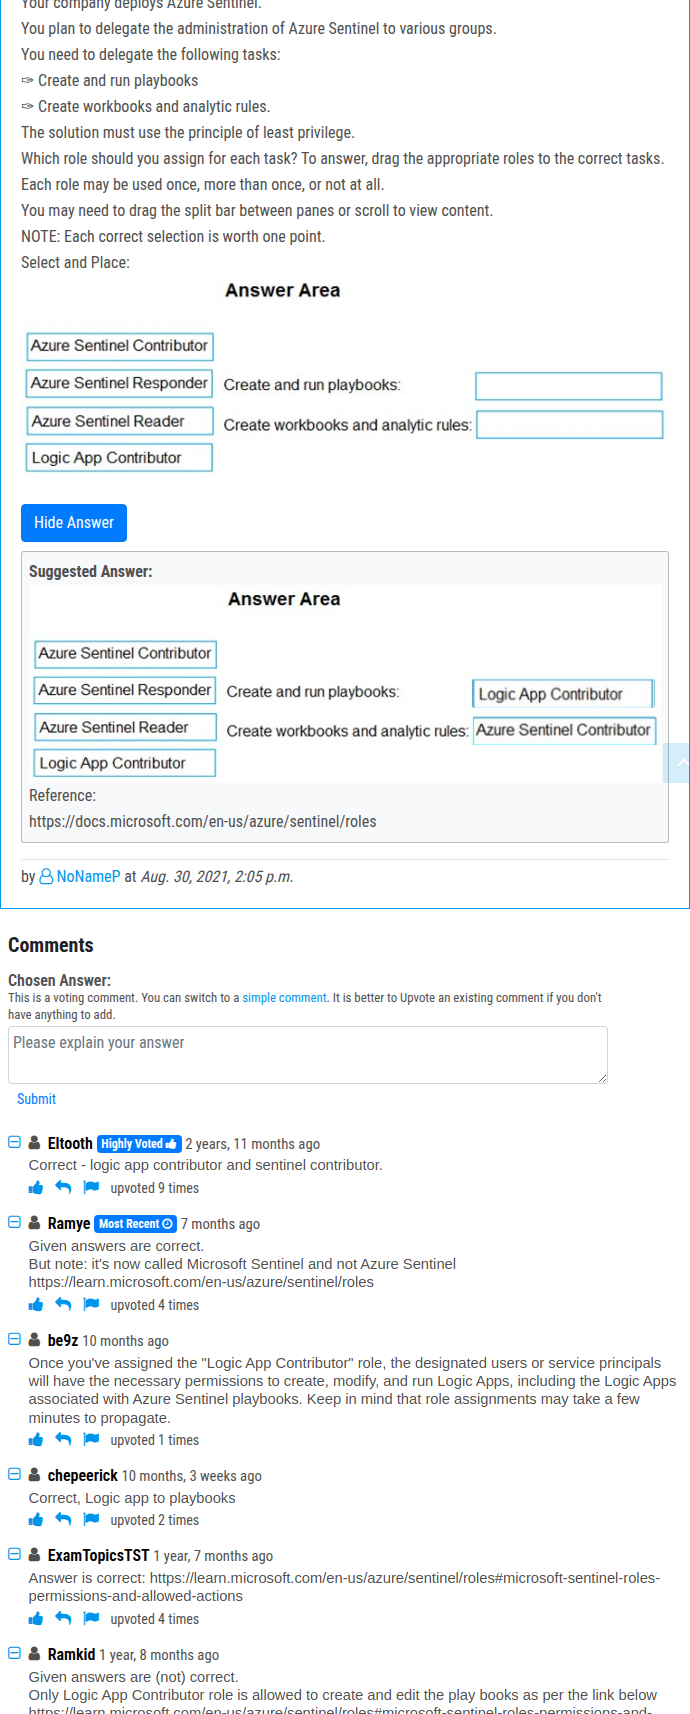 Your company deploys Azure Sentinel.
You plan to delegate the administration of Azure Sentinel to various groups.
You need to delegate the following tasks:
✑ Create and run playbooks
✑ Create workbooks and analytic rules.
The solution must use the principle of least privilege.
Which role should you assign for each task? To answer, drag the appropriate roles to the correct tasks.
Each role may be used once, more than once, or not at all.
You may need to drag the split bar between panes or scroll to view content.
NOTE: Each correct selection is worth one point.
Select and Place:
Answer Area
Azure Sentinel Contributor
Azure Sentinel Responder
Create and run playbooks:
Azure Sentinel Reader
Create workbooks and analytic rules:
Logic App Contributor
Hide Answer
Suggested Answer:
Answer Area
Azure Sentinel Contributor
Azure Sentinel Responder
Create and run playbooks:
Logic App Contributor
Azure Sentinel Reader
Create workbooks and analytic rules:
Azure Sentinel Contributor
Logic App Contributor
Reference:
https://docs.microsoft.com/en-us/azure/sentinel/roles
by NoNameP at Aug. 30, 2021, 2:05 p.m.
Comments
Chosen Answer:
This is a voting comment. You can switch to a simple comment. It is better to Upvote an existing comment if you don't
have anything to add.
Please explain your answer
Submit
Eltooth Highly Voted 2 years, 11 months ago
Correct - logic app contributor and sentinel contributor.
upvoted 9 times
Ramye Most Recent 7 months ago
Given answers are correct.
But note: it's now called Microsoft Sentinel and not Azure Sentinel
https://learn.microsoft.com/en-us/azure/sentinel/roles
upvoted 4 times
be9z 10 months ago
Once you've assigned the "Logic App Contributor" role, the designated users or service principals
will have the necessary permissions to create, modify, and run Logic Apps, including the Logic Apps
associated with Azure Sentinel playbooks. Keep in mind that role assignments may take a few
minutes to propagate.
upvoted 1 times
chepeerick 10 months, 3 weeks ago
Correct, Logic app to playbooks
upvoted 2 times
ExamTopicsTST 1 year, 7 months ago
Answer is correct: https://learn.microsoft.com/en-us/azure/sentinel/roles#microsoft-sentinel-roles-
permissions-and-allowed-actions
upvoted 4 times
Ramkid 1 year, 8 months ago
Given answers are (not) correct.
Only Logic App Contributor role is allowed to create and edit the play books as per the link below
https://learn.microsoft.com/en-us/azure/sentinel/roles#microsoft-sentinel-roles-permissions-and-